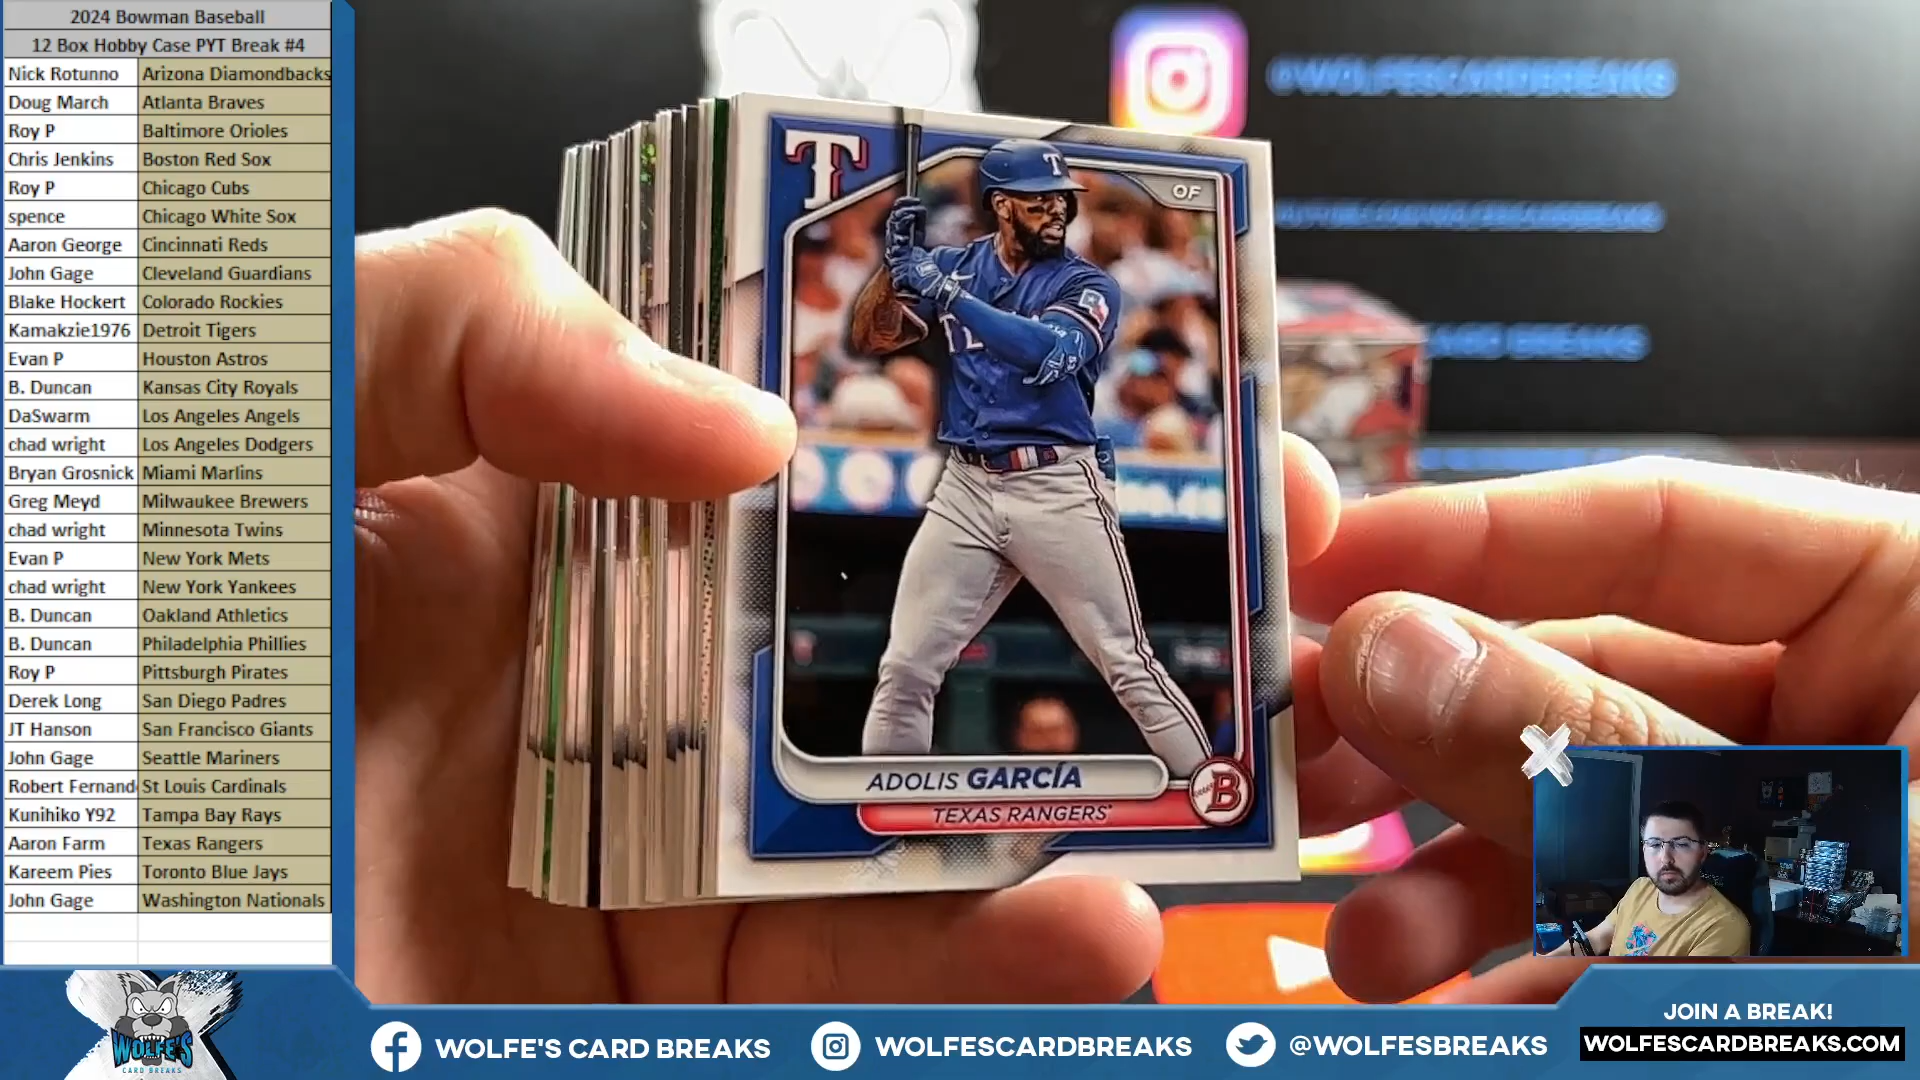 2024 Bowman Baseball
12 Box Hobby Case PYT Break #4
Nick Rotunno Arizona Diamondbacks
Doug March Atlanta Braves
Roy P Baltimore Orioles
Chris Jenkins Boston Red Sox
Roy P Chicago Cubs
spence Chicago White Sox
Aaron George Cincinnati Reds
John Gage Cleveland Guardians
Blake Hockert Colorado Rockies
Kamakzie1976 Detroit Tigers
Evan P Houston Astros
B. Duncan Kansas City Royals
DaSwarm Los Angeles Angels
chad wright Los Angeles Dodgers
Bryan Grosnick Miami Marlins
Greg Meyd Milwaukee Brewers
chad wright Minnesota Twins
Evan P New York Mets
chad wright New York Yankees
B. Duncan Oakland Athletics
B. Duncan Philadelphia Phillies
Roy P Pittsburgh Pirates
Derek Long San Diego Padres
JT Hanson San Francisco Giants
John Gage Seattle Mariners
Robert Fernand St Louis Cardinals
Kunihiko Y92 Tampa Bay Rays
Aaron Farm Texas Rangers
Kareem Pies Toronto Blue Jays
John Gage Washington Nationals
@WOLFESCARDBREAKS
T
T
OF
ADOLIS GARCÍA
TEXAS RANGERS
B
WOLFE'S
CARD BREAKS
WOLFE'S CARD BREAKS
WOLFESCARDBREAKS
@WOLFESBREAKS
JOIN A BREAK!
WOLFESCARDBREAKS.COM